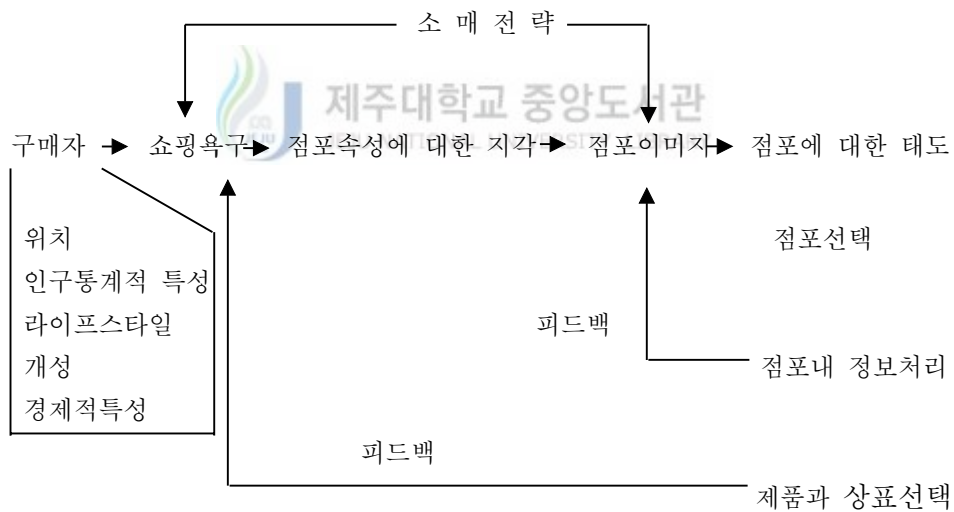 소 매 전 략
제주대학교 중앙도서관
구매자 쇼핑욕구 점포속성에 대한 지각 점포이미지 점포에 대한 태도
위치
점포선택
인구통계적 특성
라이프스타일
피드백
개성
점포내 정보처리
경제적특성
피드백
제품과 상표선택